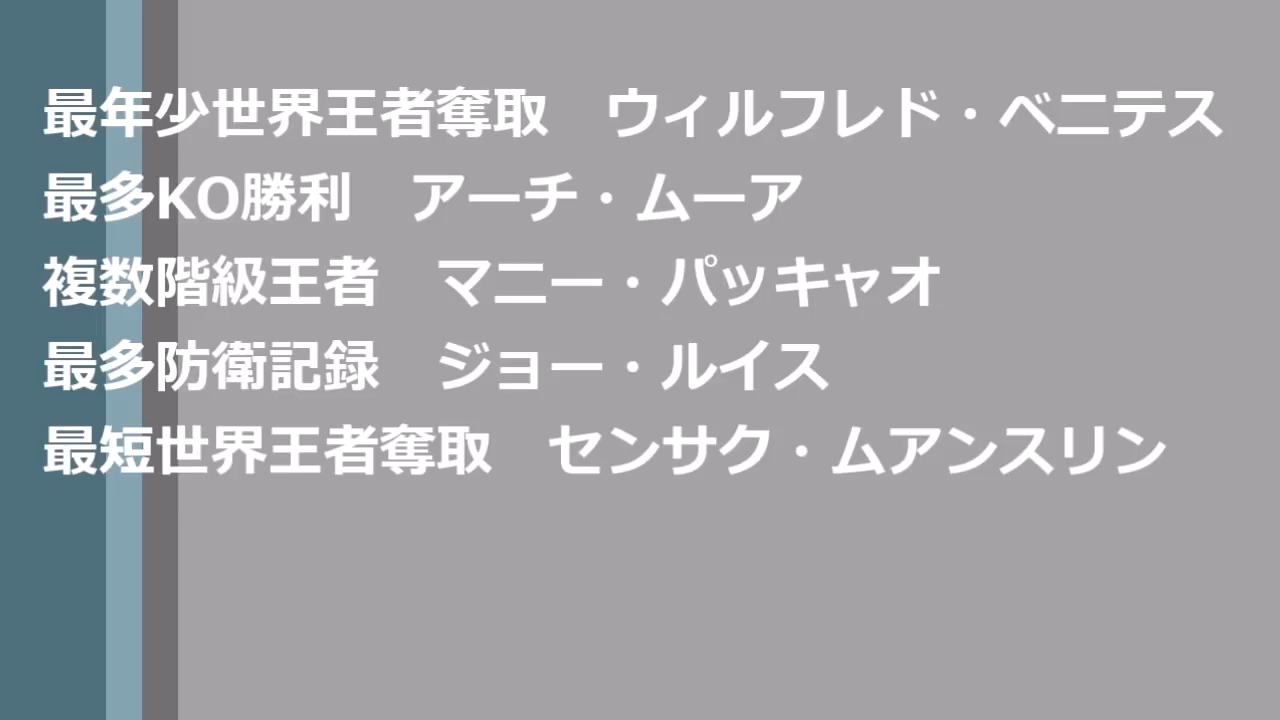 最年少世界王者奪取　ウィルフレド・ベニテス
最多KO勝利　アーチ・ムーア
複数階級王者　マニー・パッキャオ
最多防衛記録　ジョー・ルイス
最短世界王者奪取　センサク・ムアンスリン